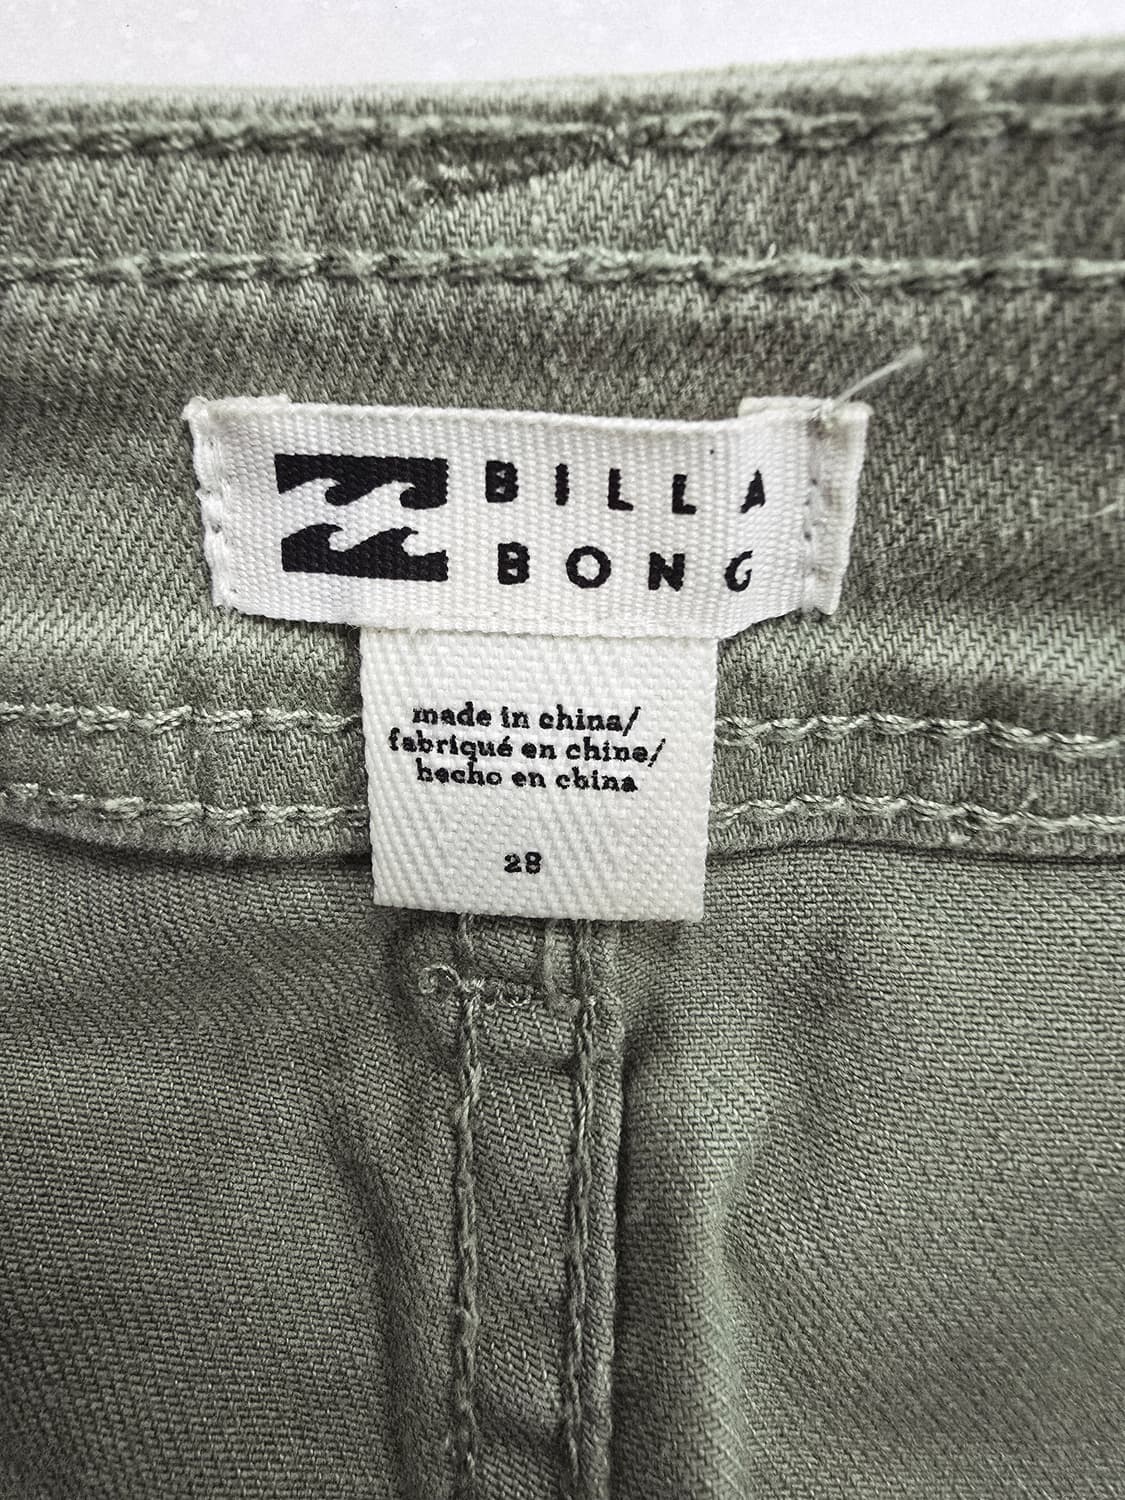 BILLA
BONG
made in china/
fabriqué en chine/
hecho en china
28